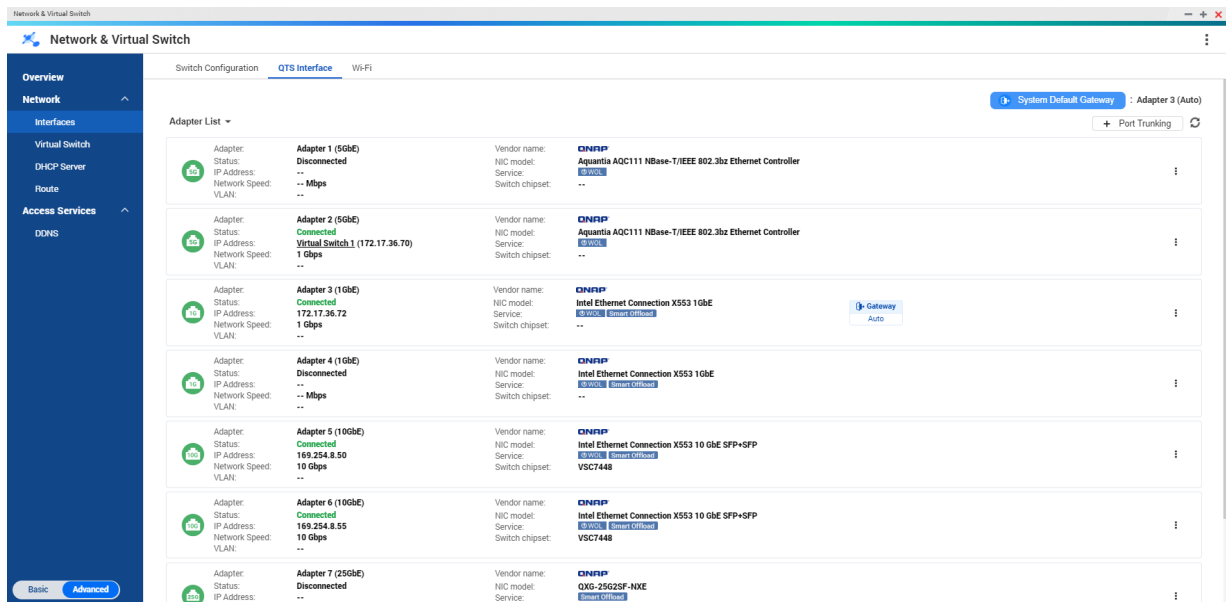 Network & Virtual Switch
Network & Virtual Switch
Overview
Network
Interfaces
Virtual Switch
DHCP Server
Route
Access Services
DDNS
Basic Advanced
Switch Configuration QTS Interface Wi-Fi
System Default Gateway : Adapter 3 (Auto)
Adapter List + Port Trunking
5G
Adapter: Adapter 1 (5GbE) Vendor name: QNAP
Status: Disconnected NIC model: Aquantia AQC111 NBase-T/IEEE 802.3bz Ethernet Controller
IP Address: -- Service: WOL
Network Speed: -- Mbps Switch chipset: --
VLAN: --
5G
Adapter: Adapter 2 (5GbE) Vendor name: QNAP
Status: Connected NIC model: Aquantia AQC111 NBase-T/IEEE 802.3bz Ethernet Controller
IP Address: Virtual Switch 1 (172.17.36.70) Service: WOL
Network Speed: 1 Gbps Switch chipset: --
VLAN: --
1G
Adapter: Adapter 3 (1GbE) Vendor name: QNAP
Status: Connected NIC model: Intel Ethernet Connection X553 1GbE Gateway
IP Address: 172.17.36.72 Service: WOL Smart Offload Auto
Network Speed: 1 Gbps Switch chipset: --
VLAN: --
1G
Adapter: Adapter 4 (1GbE) Vendor name: QNAP
Status: Disconnected NIC model: Intel Ethernet Connection X553 1GbE
IP Address: -- Service: WOL Smart Offload
Network Speed: -- Mbps Switch chipset: --
VLAN: --
10G
Adapter: Adapter 5 (10GbE) Vendor name: QNAP
Status: Connected NIC model: Intel Ethernet Connection X553 10 GbE SFP+SFP
IP Address: 169.254.8.50 Service: WOL Smart Offload
Network Speed: 10 Gbps Switch chipset: VSC7448
VLAN: --
10G
Adapter: Adapter 6 (10GbE) Vendor name: QNAP
Status: Connected NIC model: Intel Ethernet Connection X553 10 GbE SFP+SFP
IP Address: 169.254.8.55 Service: WOL Smart Offload
Network Speed: 10 Gbps Switch chipset: VSC7448
VLAN: --
25G
Adapter: Adapter 7 (25GbE) Vendor name: QNAP
Status: Disconnected NIC model: QXG-25G2SF-NXE
IP Address: -- Service: Smart Offload